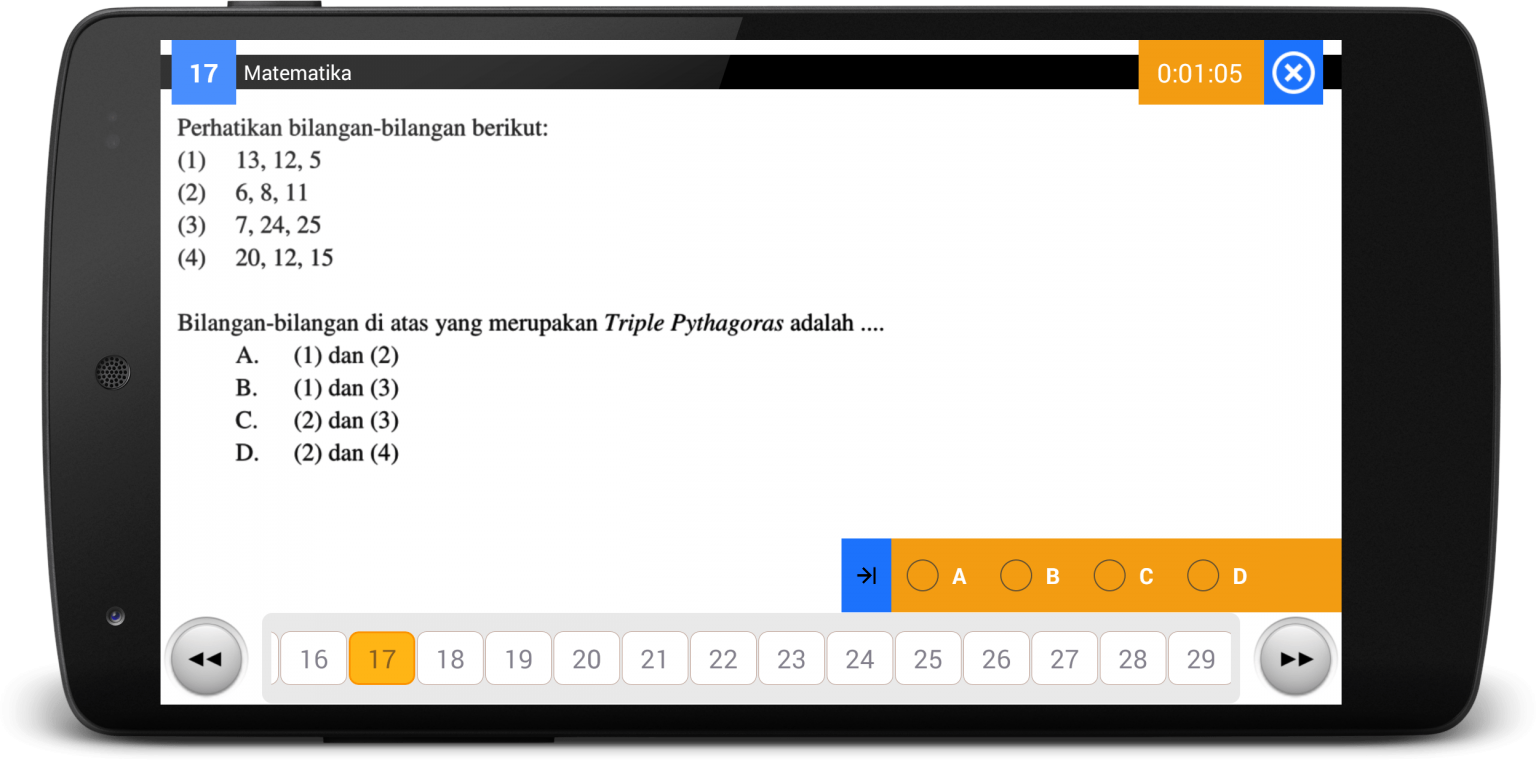 17 Matematika 0:01:05
Perhatikan bilangan-bilangan berikut:
(1) 13, 12, 5
(2) 6, 8, 11
(3) 7, 24, 25
(4) 20, 12, 15
Bilangan-bilangan di atas yang merupakan Triple Pythagoras adalah ....
A. (1) dan (2)
B. (1) dan (3)
C. (2) dan (3)
D. (2) dan (4)
A B C D
16 17 18 19 20 21 22 23 24 25 26 27 28 29